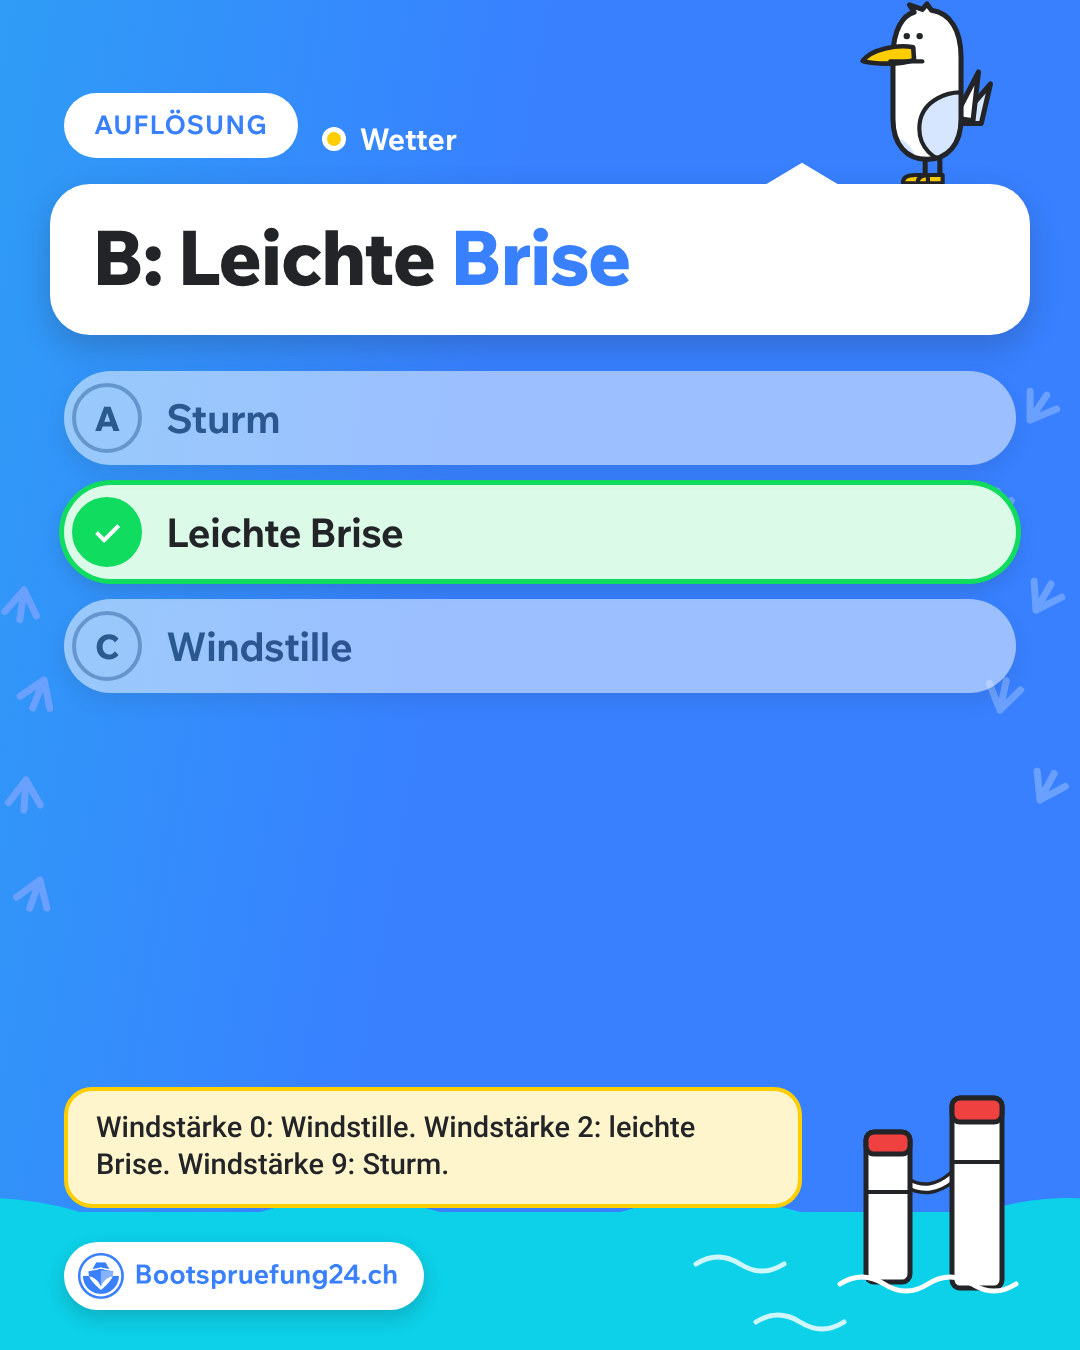 AUFLÖSUNG
Wetter
B: Leichte Brise
A Sturm
Leichte Brise
C Windstille
Windstärke 0: Windstille. Windstärke 2: leichte
Brise. Windstärke 9: Sturm.
Bootspruefung24.ch